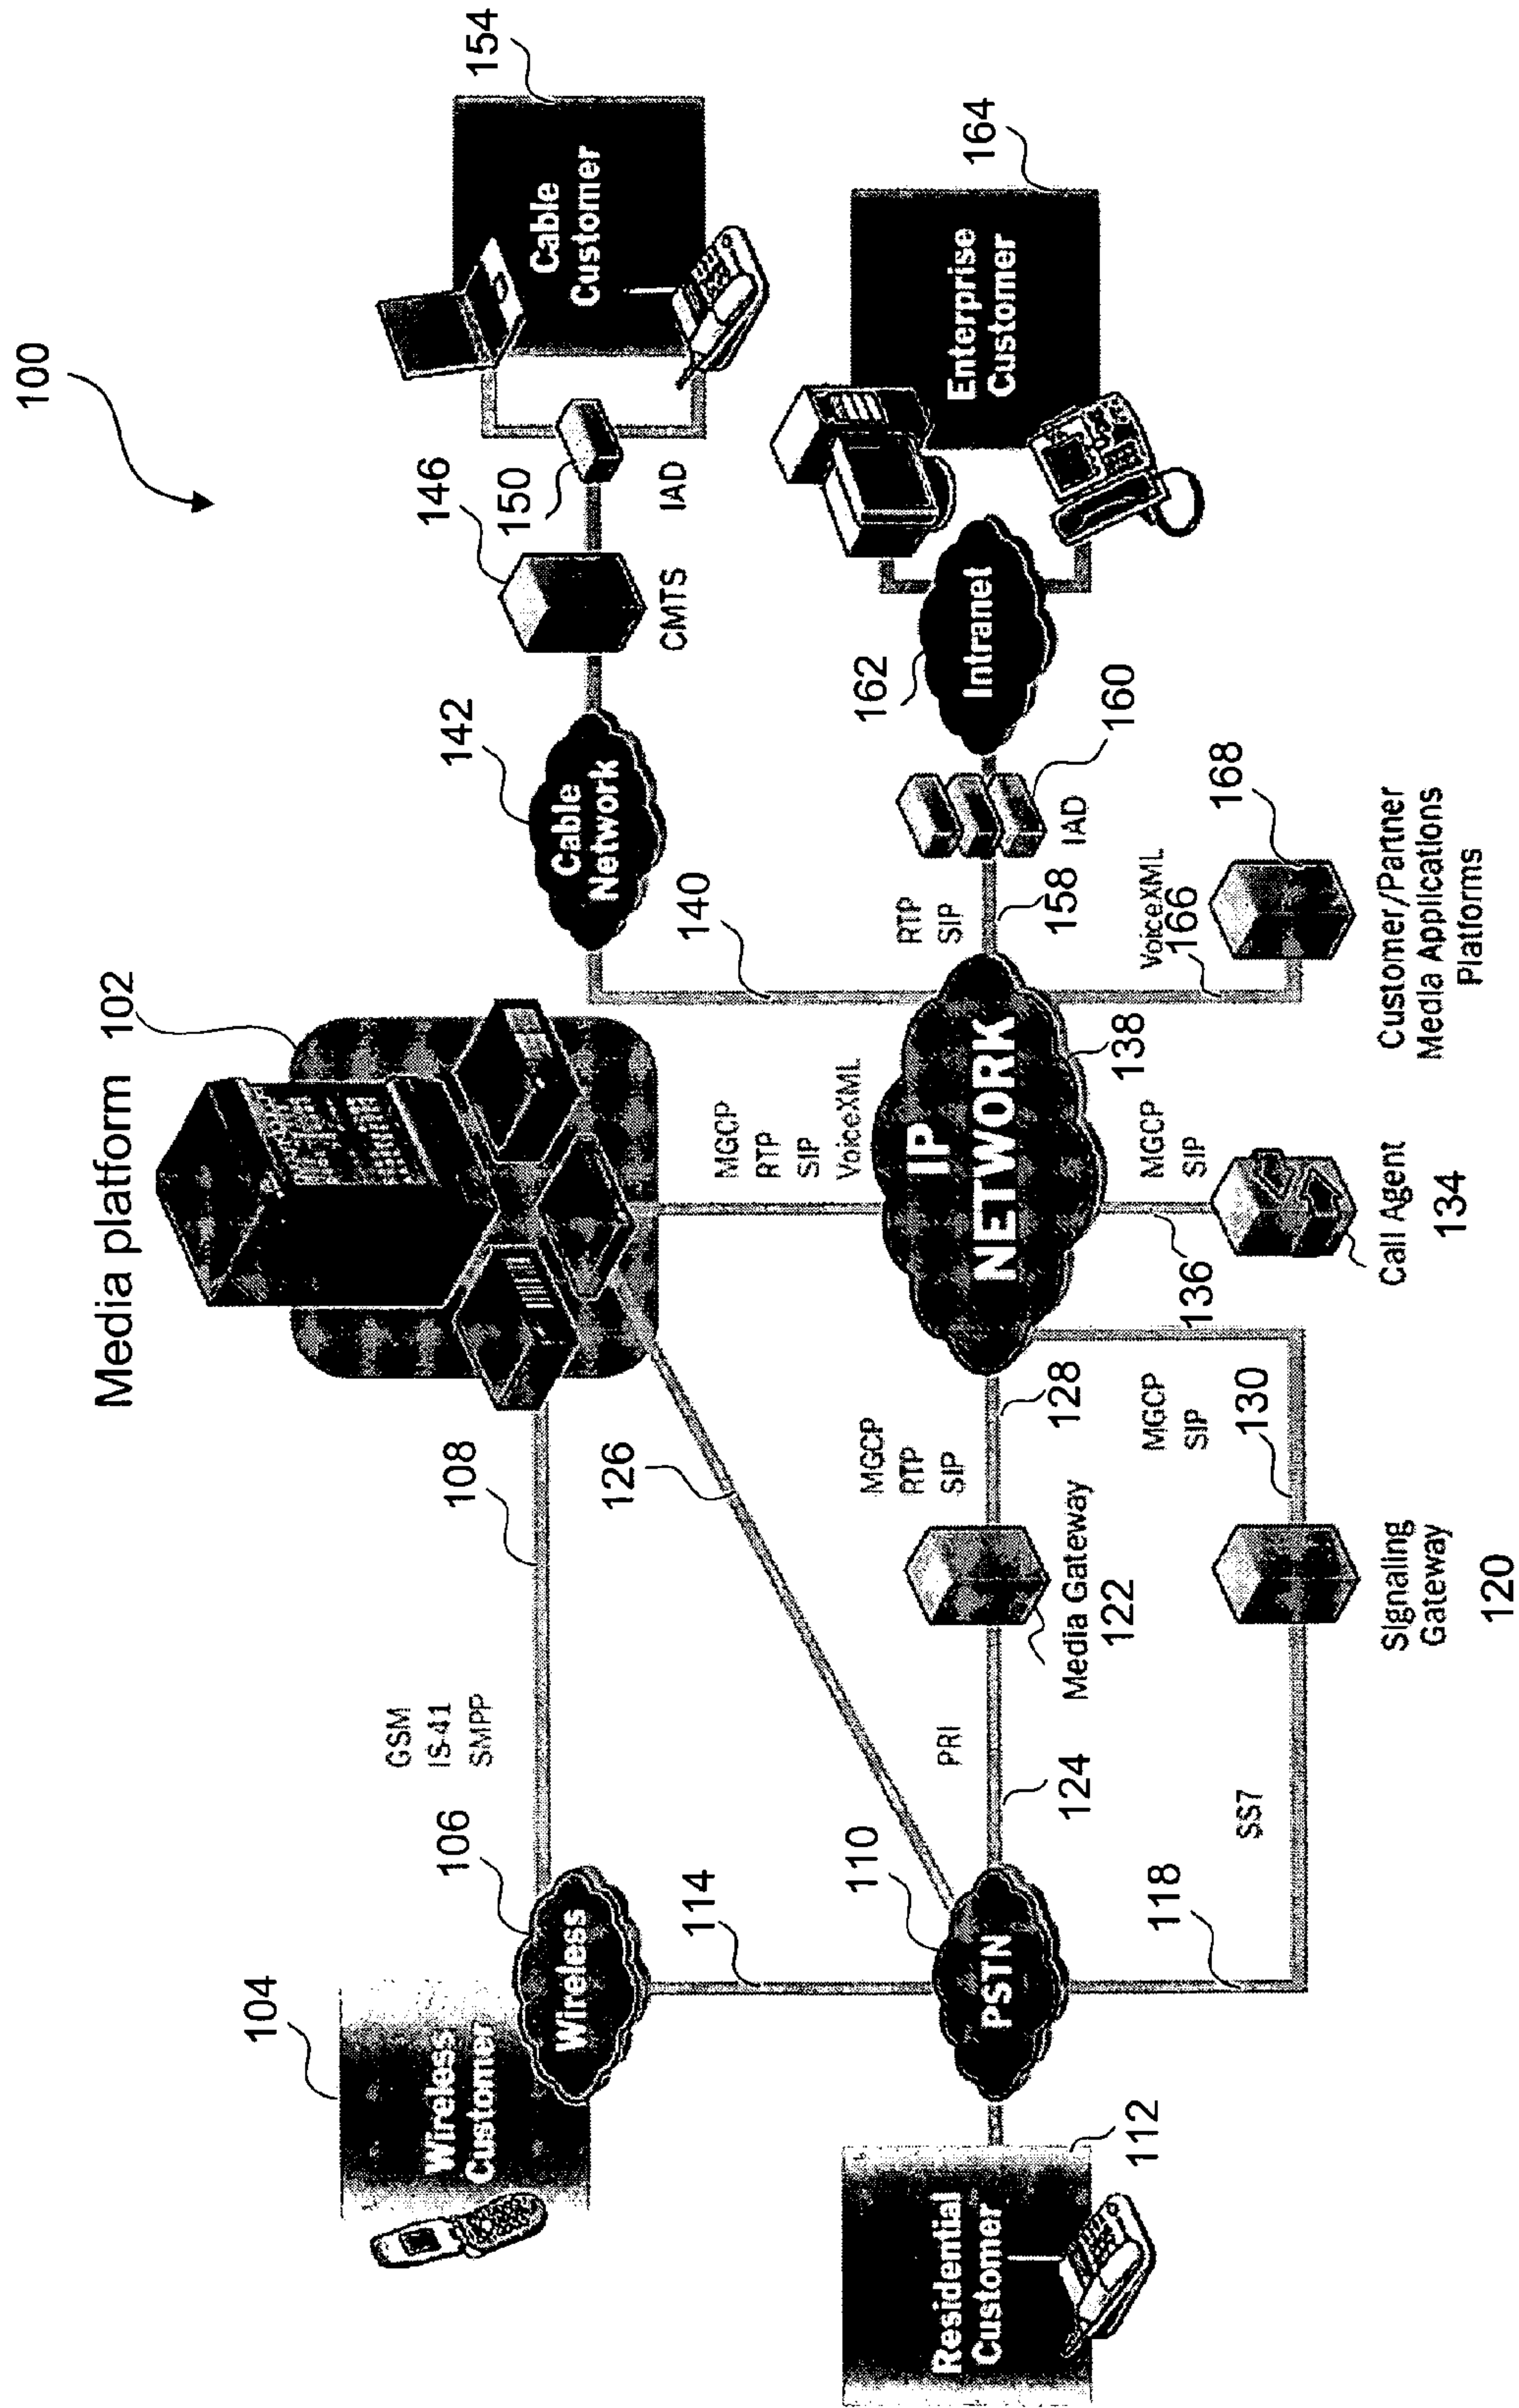 100
Media platform
102
104
Wireless
Customer
106
Wireless
GSM
IS-41
SMPP
108
114
126
110
PSTN
112
Residential
Customer
PRI
124
Media Gateway
122
MGCP
RTP
SIP
128
118
SS7
Signaling
Gateway
120
MGCP
SIP
130
MGCP
RTP
SIP
VoiceXML
IP
NETWORK
138
136
MGCP
SIP
Call Agent
134
140
142
Cable
Network
146
CMTS
150
IAD
Cable
Customer
154
RTP
SIP
158
IAD
160
162
Intranet
Enterprise
Customer
164
VoiceXML
166
168
Customer/Partner
Media Applications
Platforms